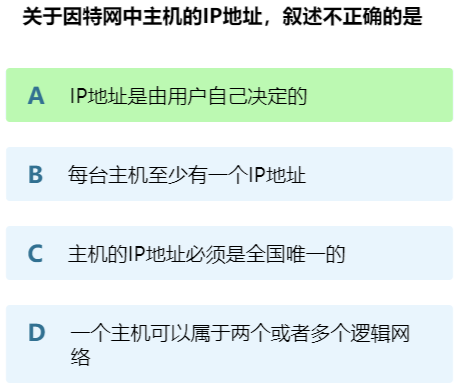 关于因特网中主机的IP地址，叙述不正确的是
A IP地址是由用户自己决定的
B 每台主机至少有一个IP地址
C 主机的IP地址必须是全国唯一的
D 一个主机可以属于两个或者多个逻辑网
络